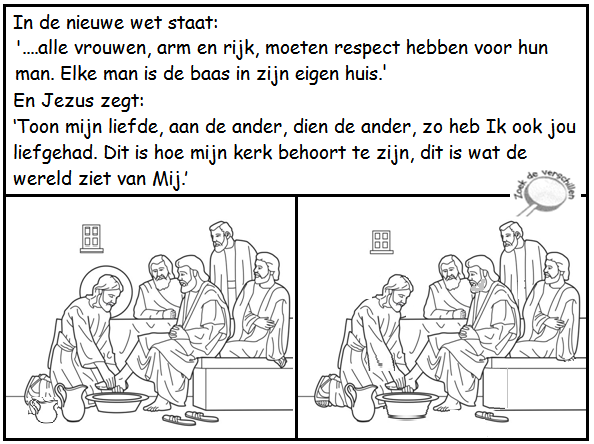 In de nieuwe wet staat:
'....alle vrouwen, arm en rijk, moeten respect hebben voor hun
man. Elke man is de baas in zijn eigen huis.'
En Jezus zegt:
'Toon mijn liefde, aan de ander, dien de ander, zo heb Ik ook jou
liefgehad. Dit is hoe mijn kerk behoort te zijn, dit is wat de
wereld ziet van Mij.'
Zoek de verschillen